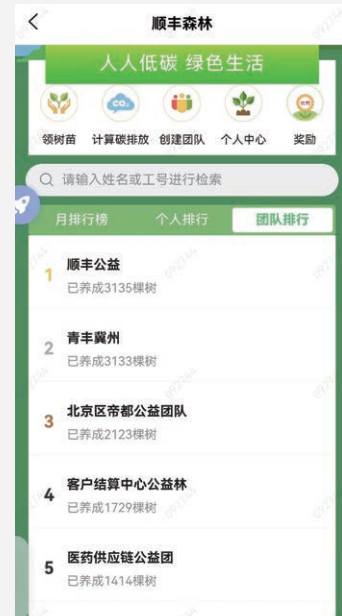 顺丰森林
人人低碳 绿色生活
CO₂
领树苗 计算碳排放 创建团队 个人中心 奖励
请输入姓名或工号进行检索
月排行榜 个人排行 团队排行
1 顺丰公益
已养成3135棵树
2 青丰冀州
已养成3133棵树
3 北京区帝都公益团队
已养成2123棵树
4 客户结算中心公益林
已养成1729棵树
5 医药供应链公益团
已养成1414棵树